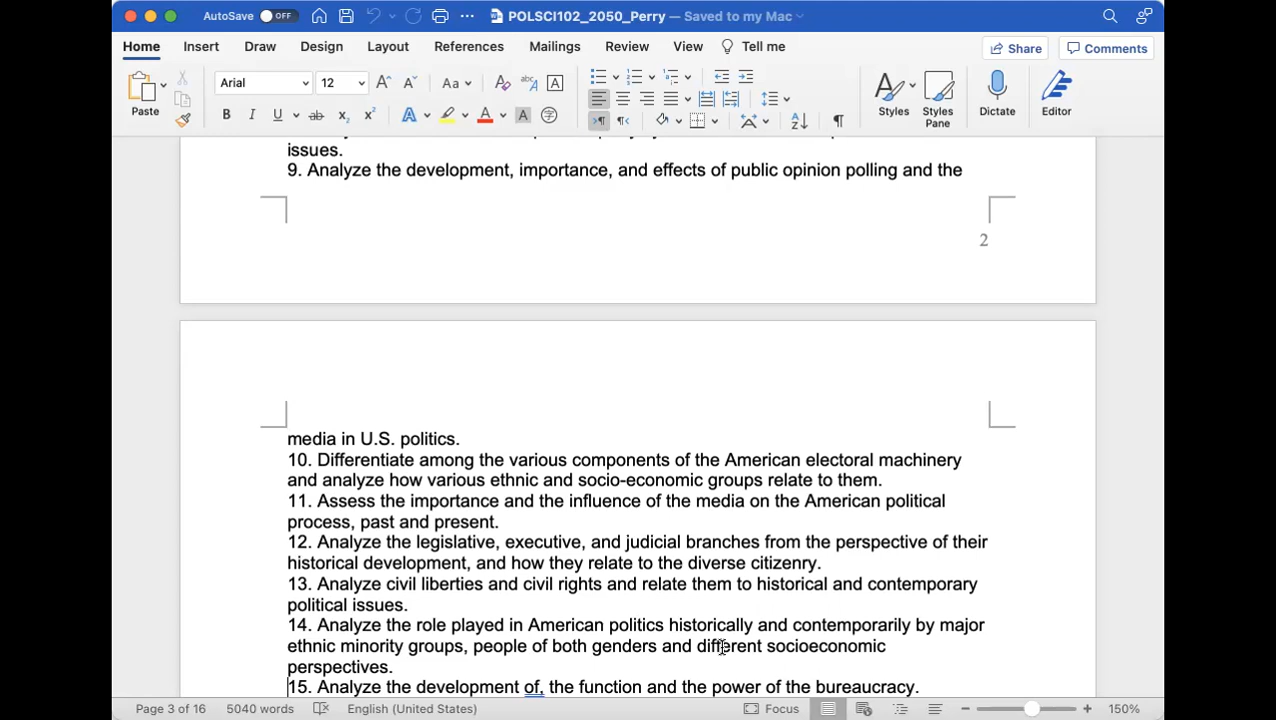 AutoSave OFF POLSCI102_2050_Perry — Saved to my Mac
Home Insert Draw Design Layout References Mailings Review View Tell me Share Comments
Paste Arial 12 Aa Styles Styles Pane Dictate Editor
issues.
9. Analyze the development, importance, and effects of public opinion polling and the
2
media in U.S. politics.
10. Differentiate among the various components of the American electoral machinery
and analyze how various ethnic and socio-economic groups relate to them.
11. Assess the importance and the influence of the media on the American political
process, past and present.
12. Analyze the legislative, executive, and judicial branches from the perspective of their
historical development, and how they relate to the diverse citizenry.
13. Analyze civil liberties and civil rights and relate them to historical and contemporary
political issues.
14. Analyze the role played in American politics historically and contemporarily by major
ethnic minority groups, people of both genders and different socioeconomic
perspectives.
15. Analyze the development of, the function and the power of the bureaucracy.
Page 3 of 16 5040 words English (United States) Focus 150%